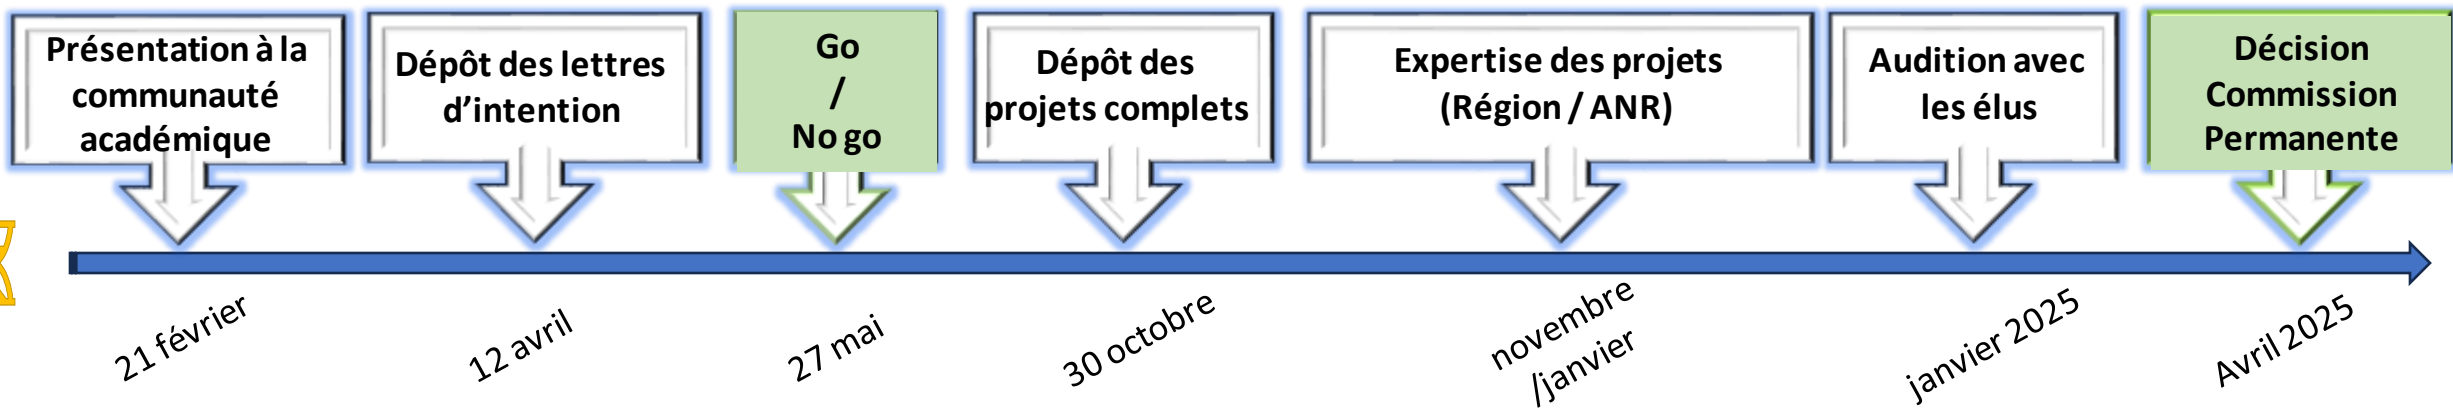 Présentation à la
communauté
académique
Dépôt des lettres
d’intention
Go
/
No go
Dépôt des
projets complets
Expertise des projets
(Région / ANR)
Audition avec
les élus
Décision
Commission
Permanente
21 février
12 avril
27 mai
30 octobre
novembre
/janvier
janvier 2025
Avril 2025